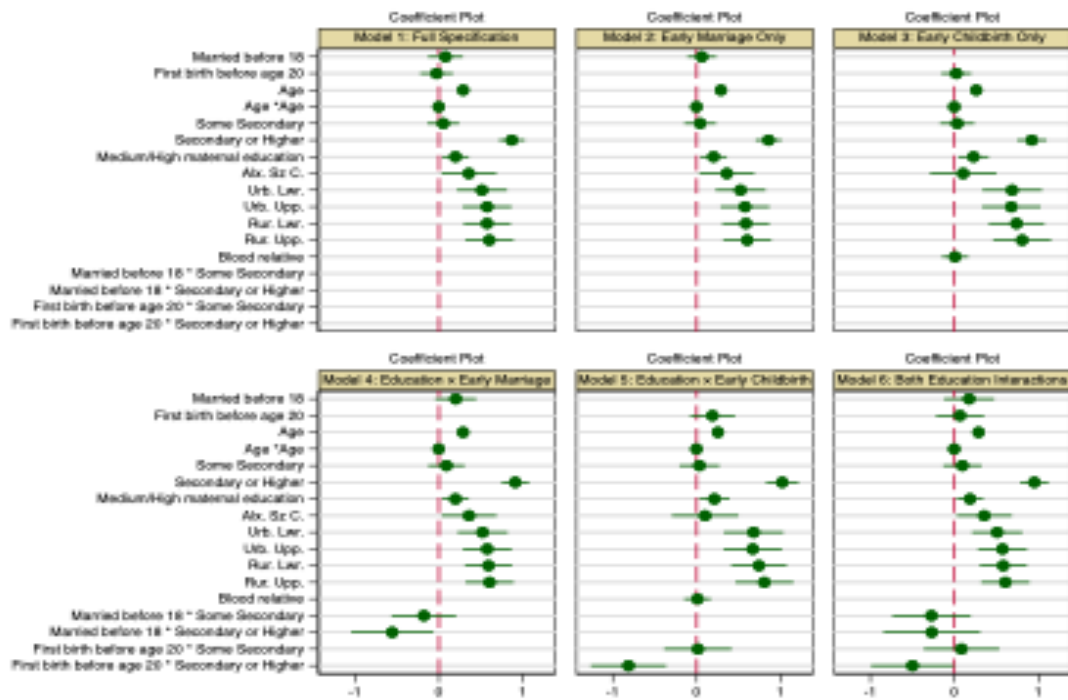 Coefficient Plot Coefficient Plot Coefficient Plot
Model 1: Full Specification Model 2: Early Marriage Only Model 3: Early Childbirth Only
Married before 18
First birth before age 20
Age
Age *Age
Some Secondary
Secondary or Higher
Medium/High maternal education
Alx. Sz C.
Urb. Lwr.
Urb. Upp.
Rur. Lwr.
Rur. Upp.
Blood relative
Married before 18 * Some Secondary
Married before 18 * Secondary or Higher
First birth before age 20 * Some Secondary
First birth before age 20 * Secondary or Higher
Coefficient Plot Coefficient Plot Coefficient Plot
Model 4: Education x Early Marriage Model 5: Education x Early Childbirth Model 6: Both Education Interactions
Married before 18
First birth before age 20
Age
Age *Age
Some Secondary
Secondary or Higher
Medium/High maternal education
Alx. Sz C.
Urb. Lwr.
Urb. Upp.
Rur. Lwr.
Rur. Upp.
Blood relative
Married before 18 * Some Secondary
Married before 18 * Secondary or Higher
First birth before age 20 * Some Secondary
First birth before age 20 * Secondary or Higher
-1 0 1 -1 0 1 -1 0 1